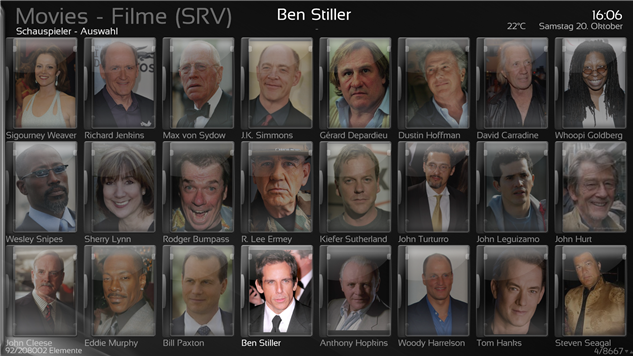 Movies - Filme (SRV)
Ben Stiller
16:06
Schauspieler - Auswahl
22°C Samstag 20. Oktober
Sigourney Weaver
Richard Jenkins
Max von Sydow
J.K. Simmons
Gérard Depardieu
Dustin Hoffman
David Carradine
Whoopi Goldberg
Wesley Snipes
Sherry Lynn
Rodger Bumpass
R. Lee Ermey
Kiefer Sutherland
John Turturro
John Leguizamo
John Hurt
John Cleese
Eddie Murphy
Bill Paxton
Ben Stiller
Anthony Hopkins
Woody Harrelson
Tom Hanks
Steven Seagal
92/208002 Elemente
4/8667